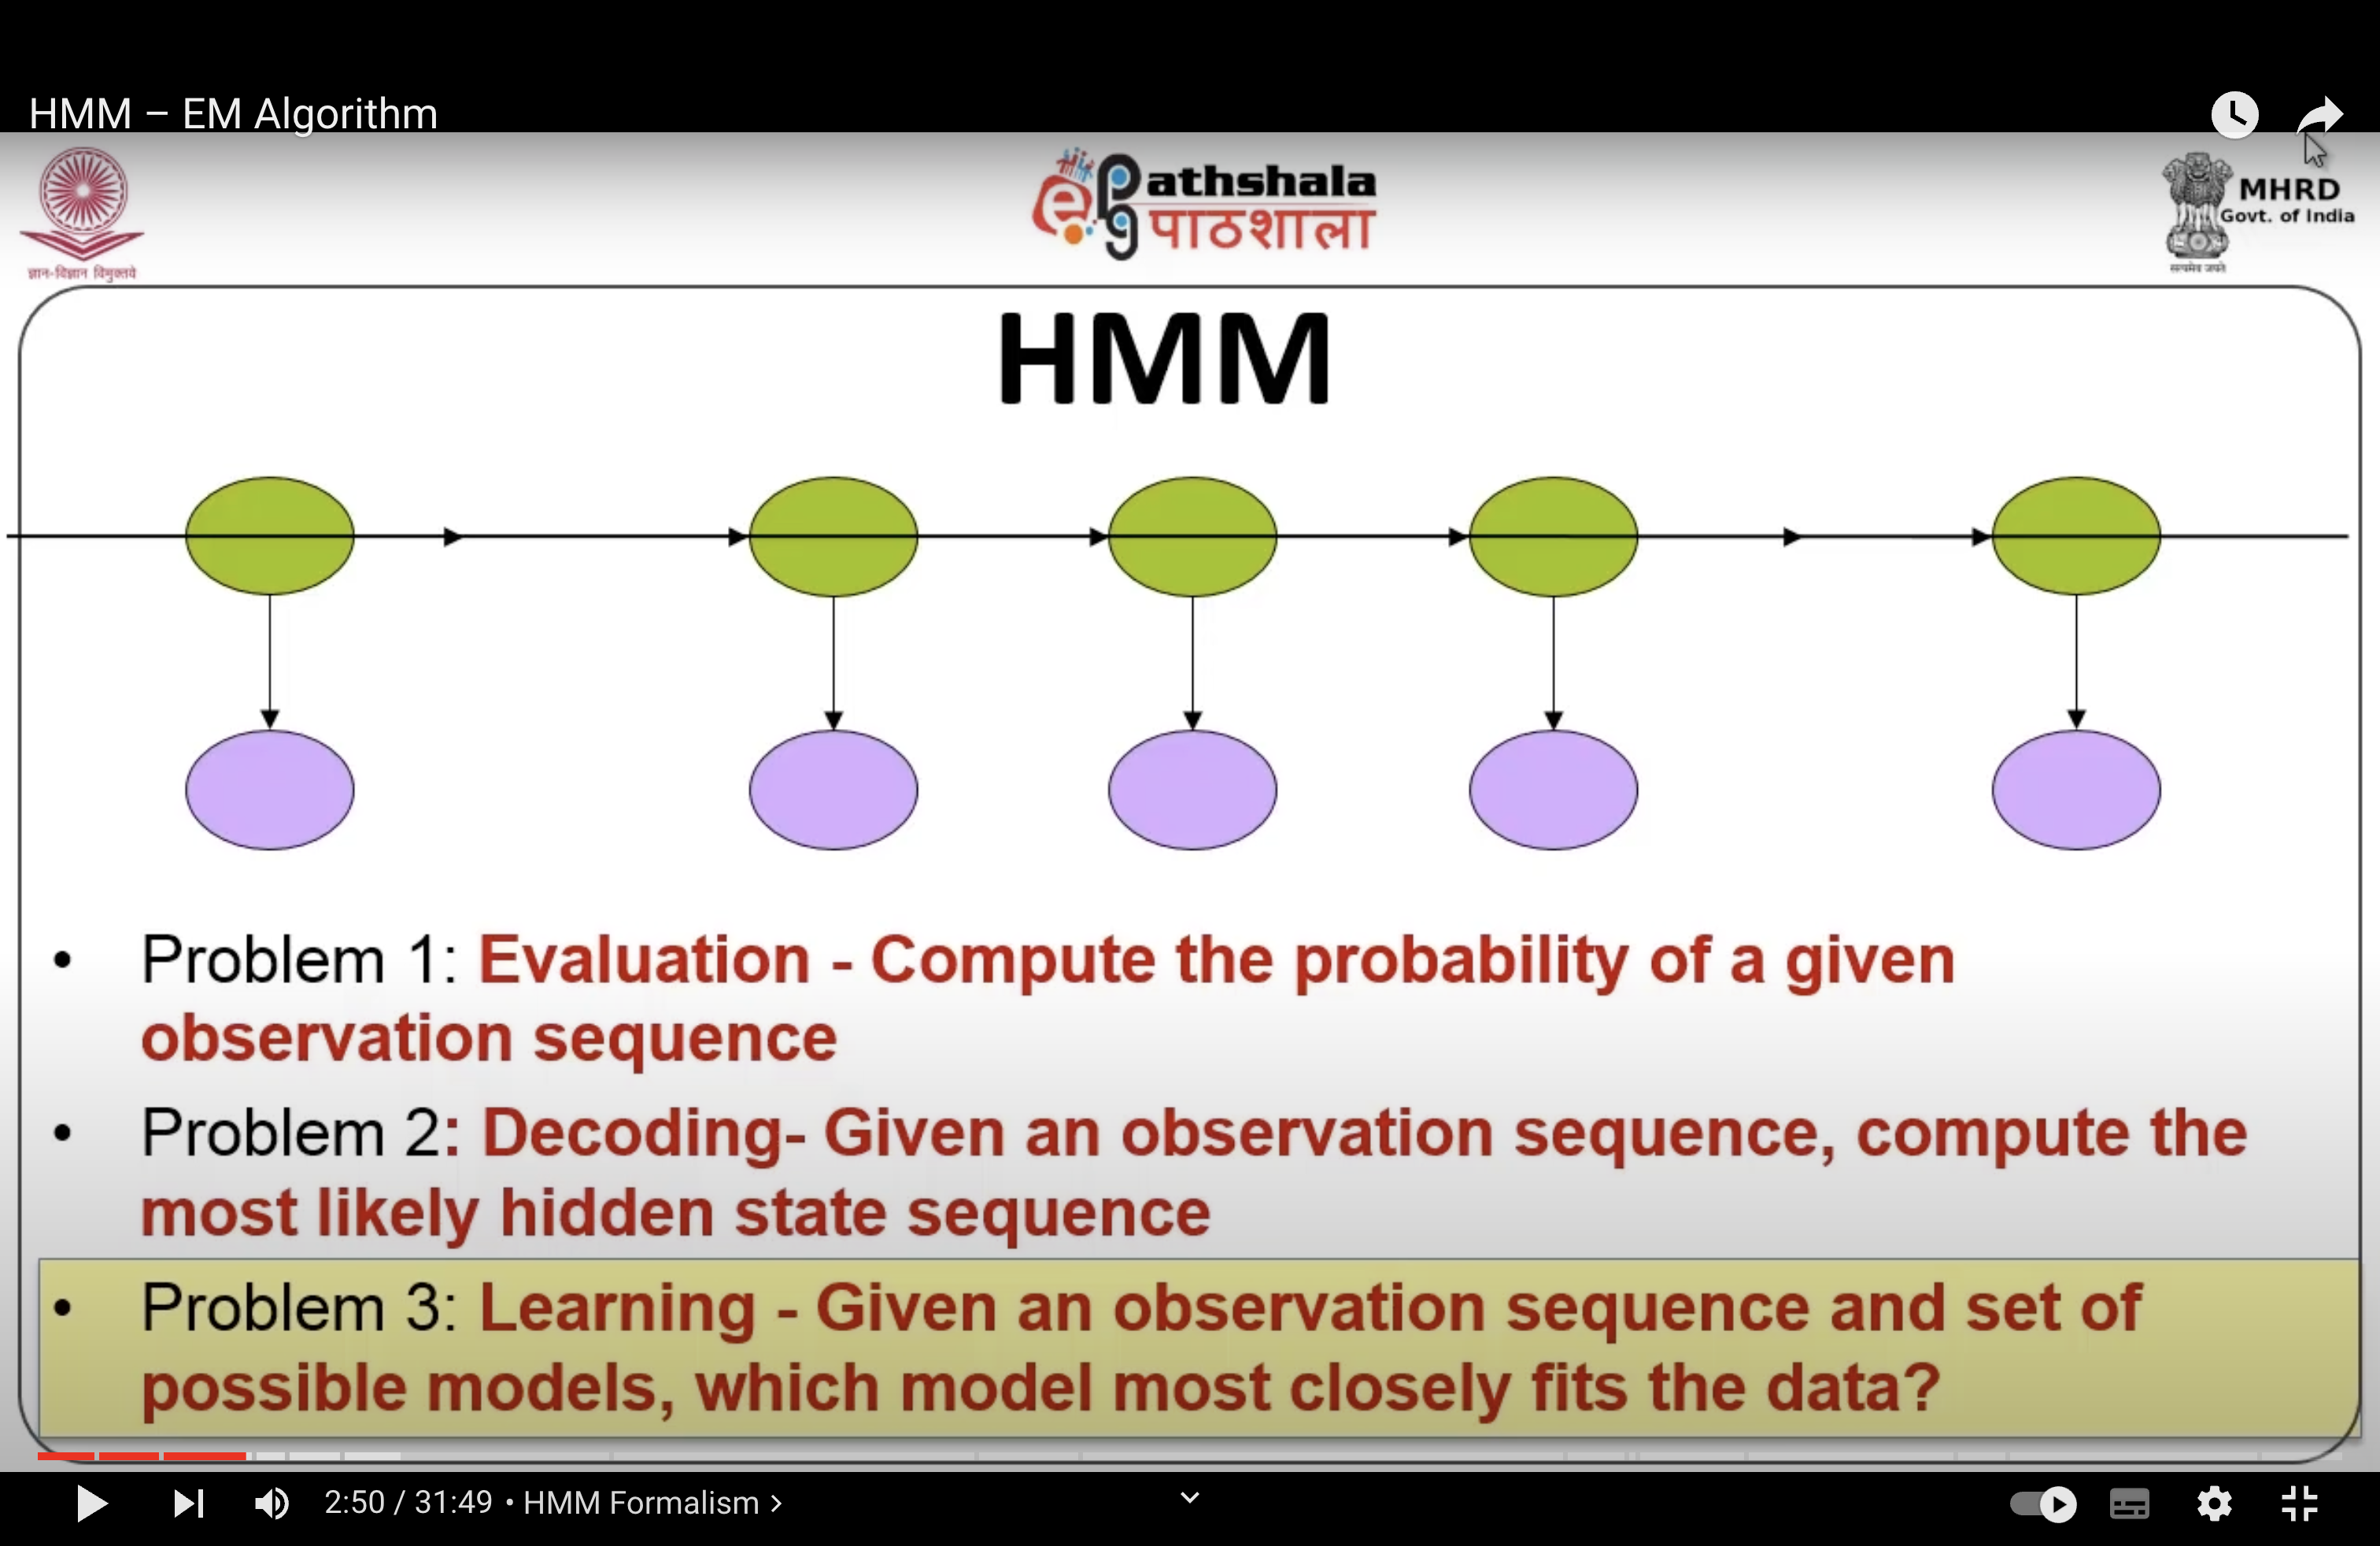 HMM – EM Algorithm
ePG athshala
पाठशाला
MHRD
Govt. of India
सत्यमेव जयते
ज्ञान-विज्ञान विमुक्तये
HMM
• Problem 1: Evaluation - Compute the probability of a given
observation sequence
• Problem 2: Decoding- Given an observation sequence, compute the
most likely hidden state sequence
• Problem 3: Learning - Given an observation sequence and set of
possible models, which model most closely fits the data?
2:50 / 31:49 • HMM Formalism >